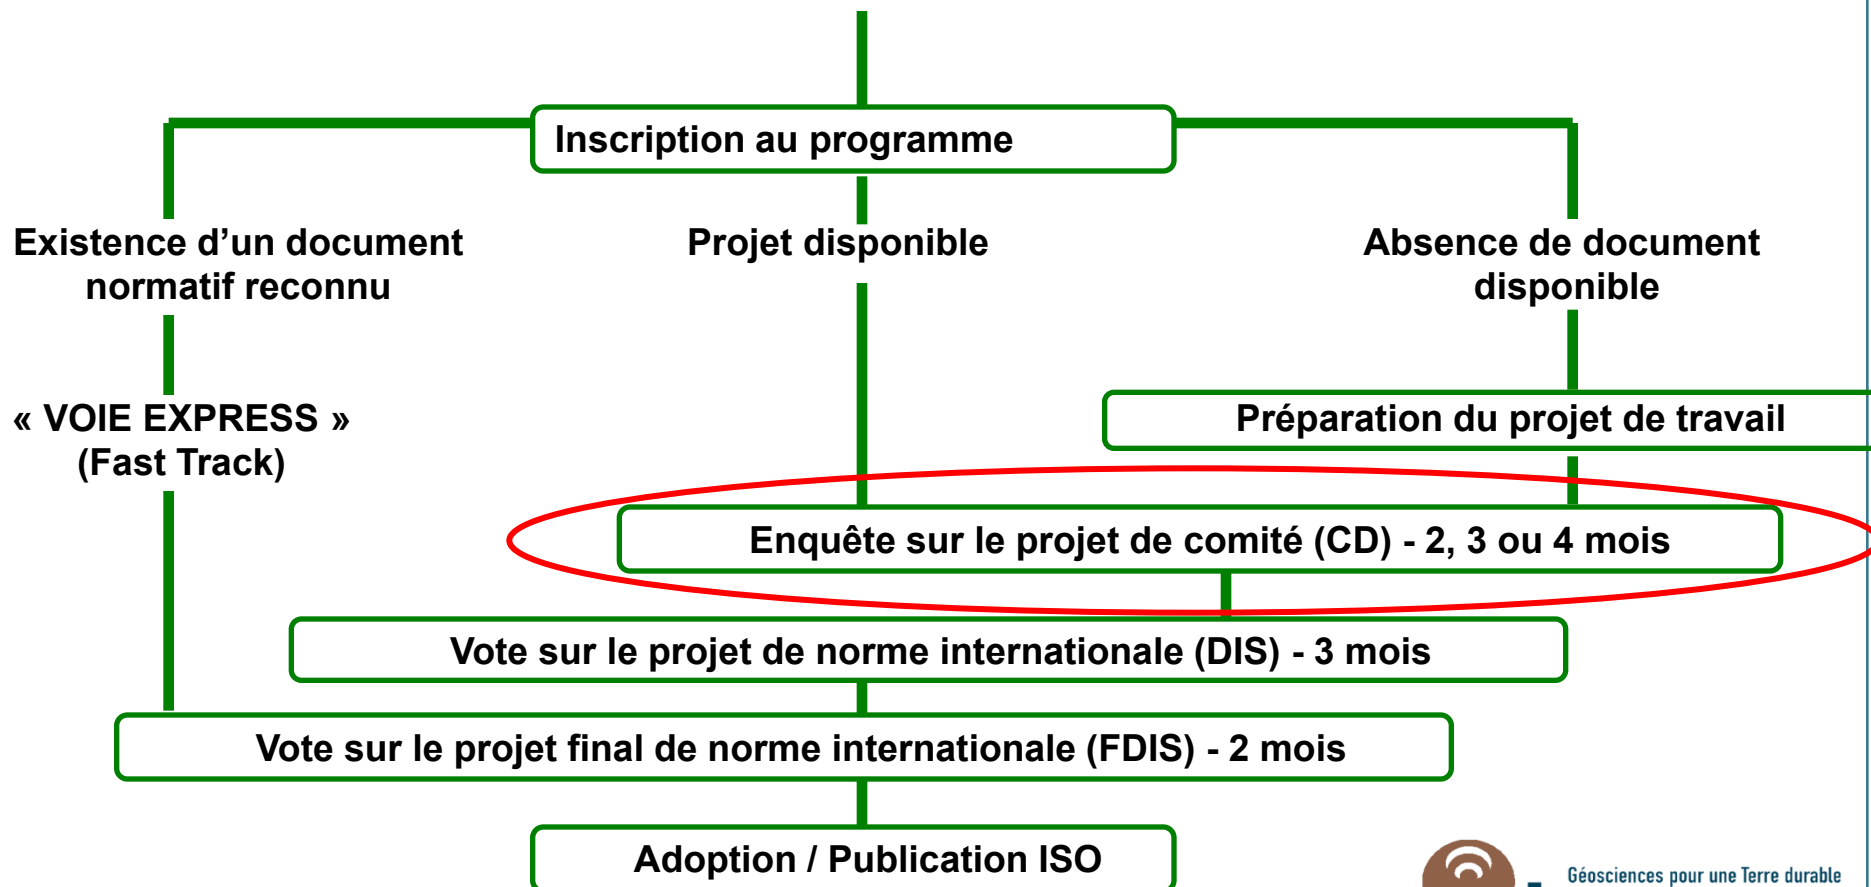 Inscription au programme
Existence d’un document
normatif reconnu
Projet disponible
Absence de document
disponible
« VOIE EXPRESS »
(Fast Track)
Préparation du projet de travail
Enquête sur le projet de comité (CD) - 2, 3 ou 4 mois
Vote sur le projet de norme internationale (DIS) - 3 mois
Vote sur le projet final de norme internationale (FDIS) - 2 mois
Adoption / Publication ISO
Géosciences pour une Terre durable